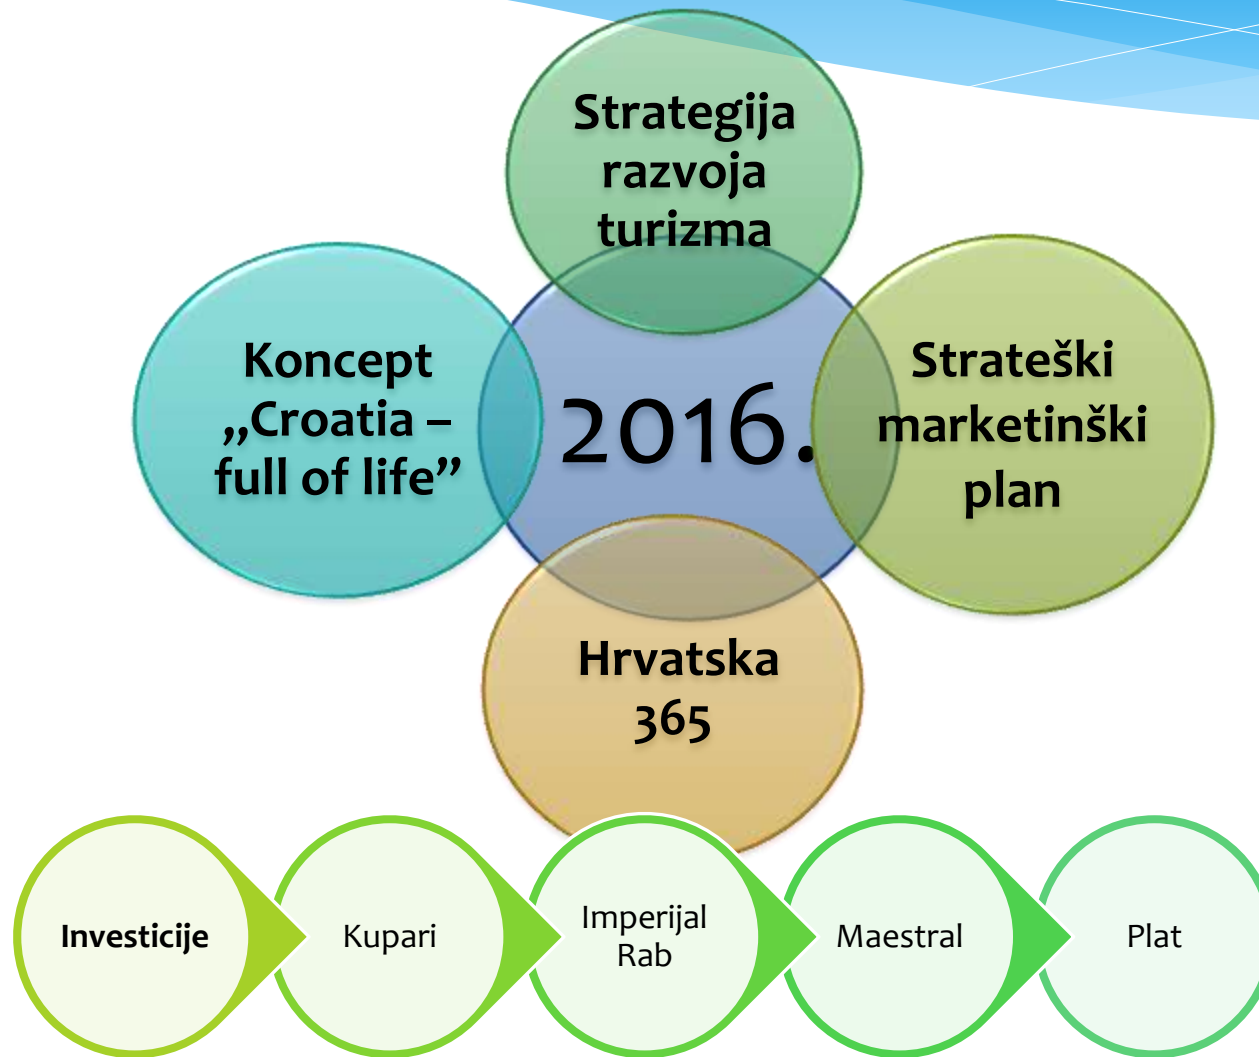 Strategija
razvoja
turizma
Koncept
„Croatia –
full of life”
2016.
Strateški
marketinški
plan
Hrvatska
365
Investicije
Kupari
Imperijal
Rab
Maestral
Plat